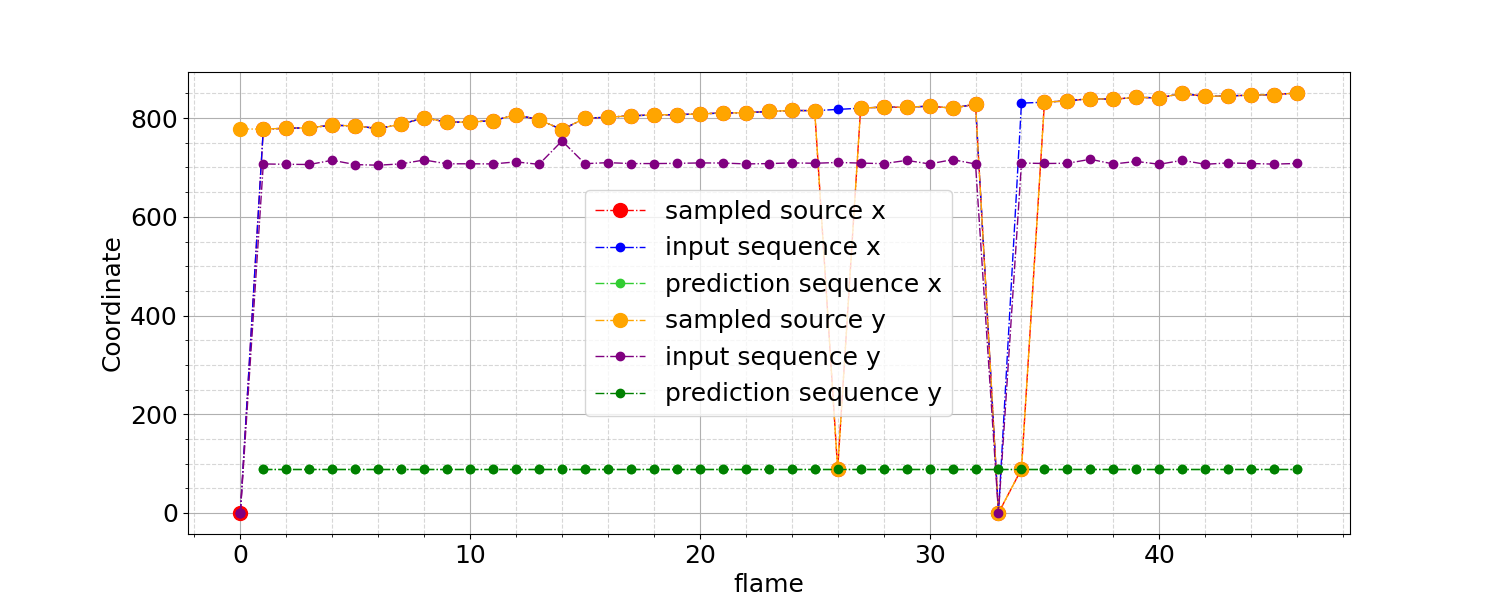 800
600
400
200
0
Coordinate
sampled source x
input sequence x
prediction sequence x
sampled source y
input sequence y
prediction sequence y
0 10 20 30 40
flame